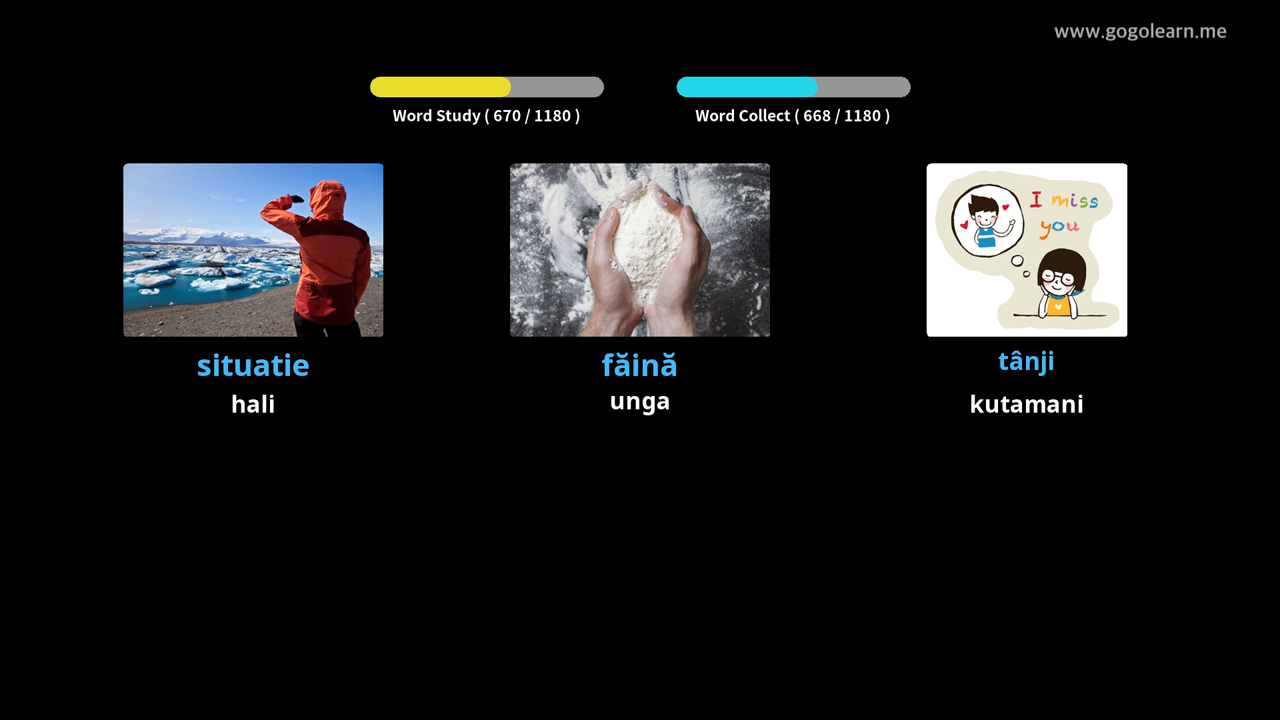 www.gogolearn.me
Word Study ( 670 / 1180 )
Word Collect ( 668 / 1180 )
I miss
you
situatie
făină
tânji
hali
unga
kutamani